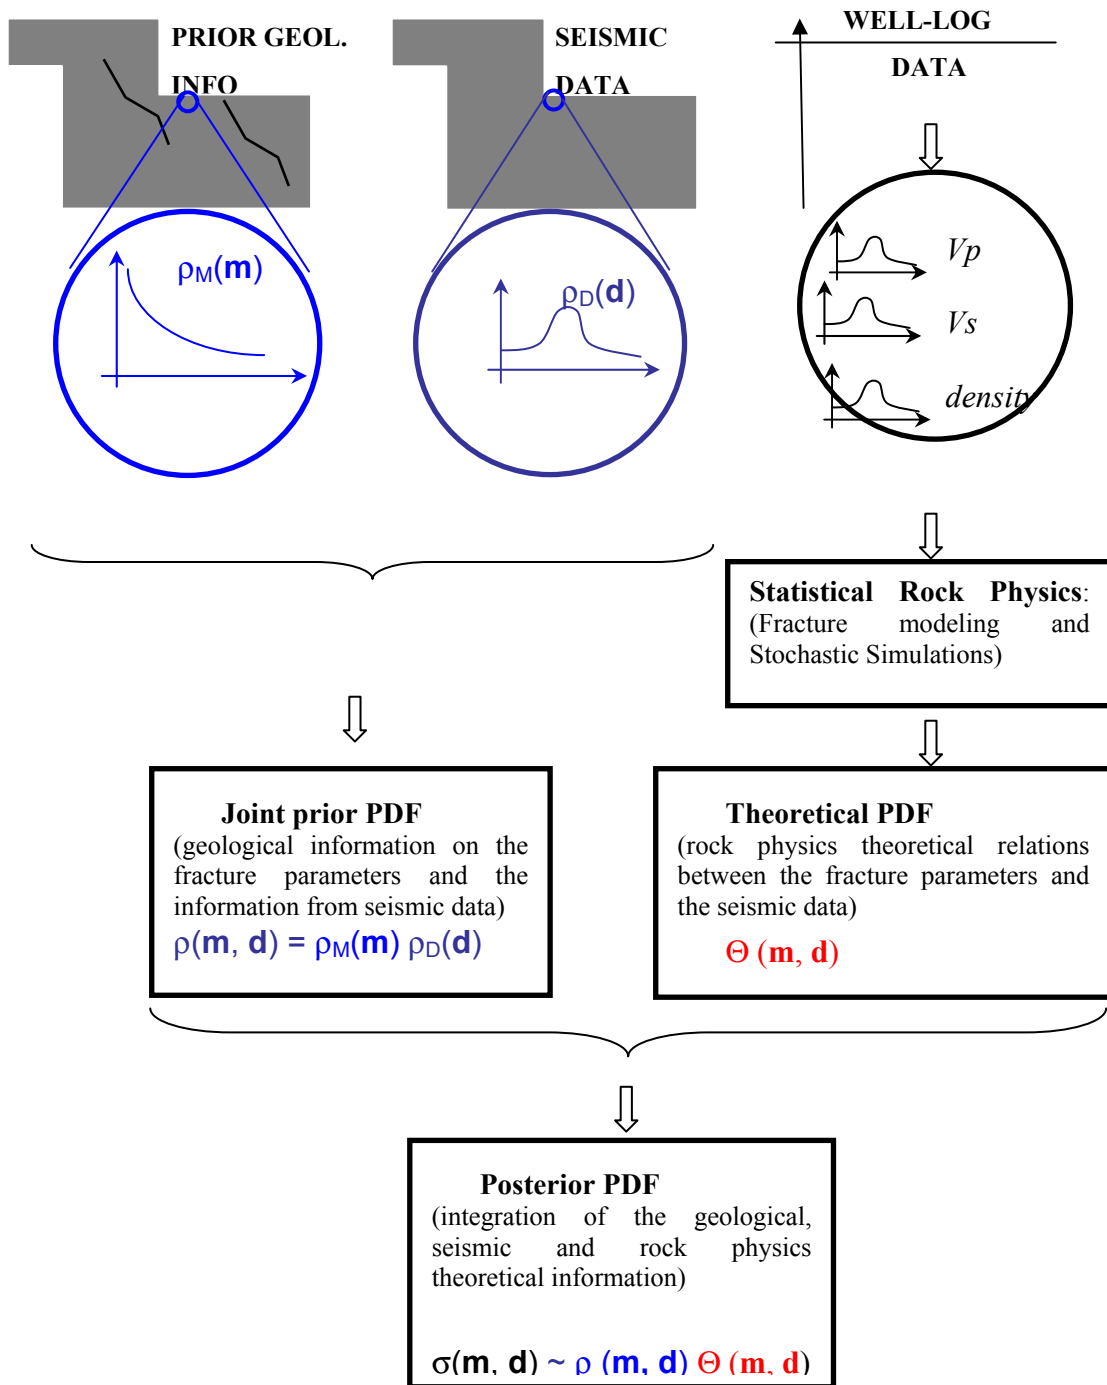 PRIOR GEOL.
INFO
SEISMIC
DATA
WELL-LOG
DATA
ρM(m)
ρD(d)
Vp
Vs
density
Statistical Rock Physics:
(Fracture modeling and
Stochastic Simulations)
Joint prior PDF
(geological information on the
fracture parameters and the
information from seismic data)
ρ(m, d) = ρM(m) ρD(d)
Theoretical PDF
(rock physics theoretical relations
between the fracture parameters and
the seismic data)
Θ (m, d)
Posterior PDF
(integration of the geological,
seismic and rock physics
theoretical information)
σ(m, d) ~ ρ (m, d) Θ (m, d)